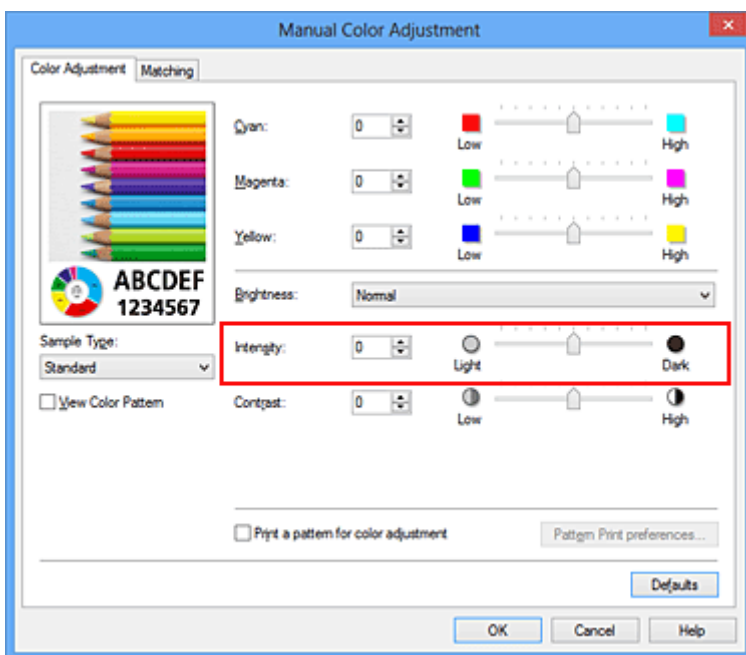 Manual Color Adjustment
Color Adjustment Matching
Cyan: 0 Low High
Magenta: 0 Low High
Yellow: 0 Low High
ABCDEF
1234567
Brightness: Normal
Sample Type:
Standard
Intensity: 0 Light Dark
View Color Pattern
Contrast: 0 Low High
Print a pattern for color adjustment Pattern Print preferences...
Defaults
OK Cancel Help